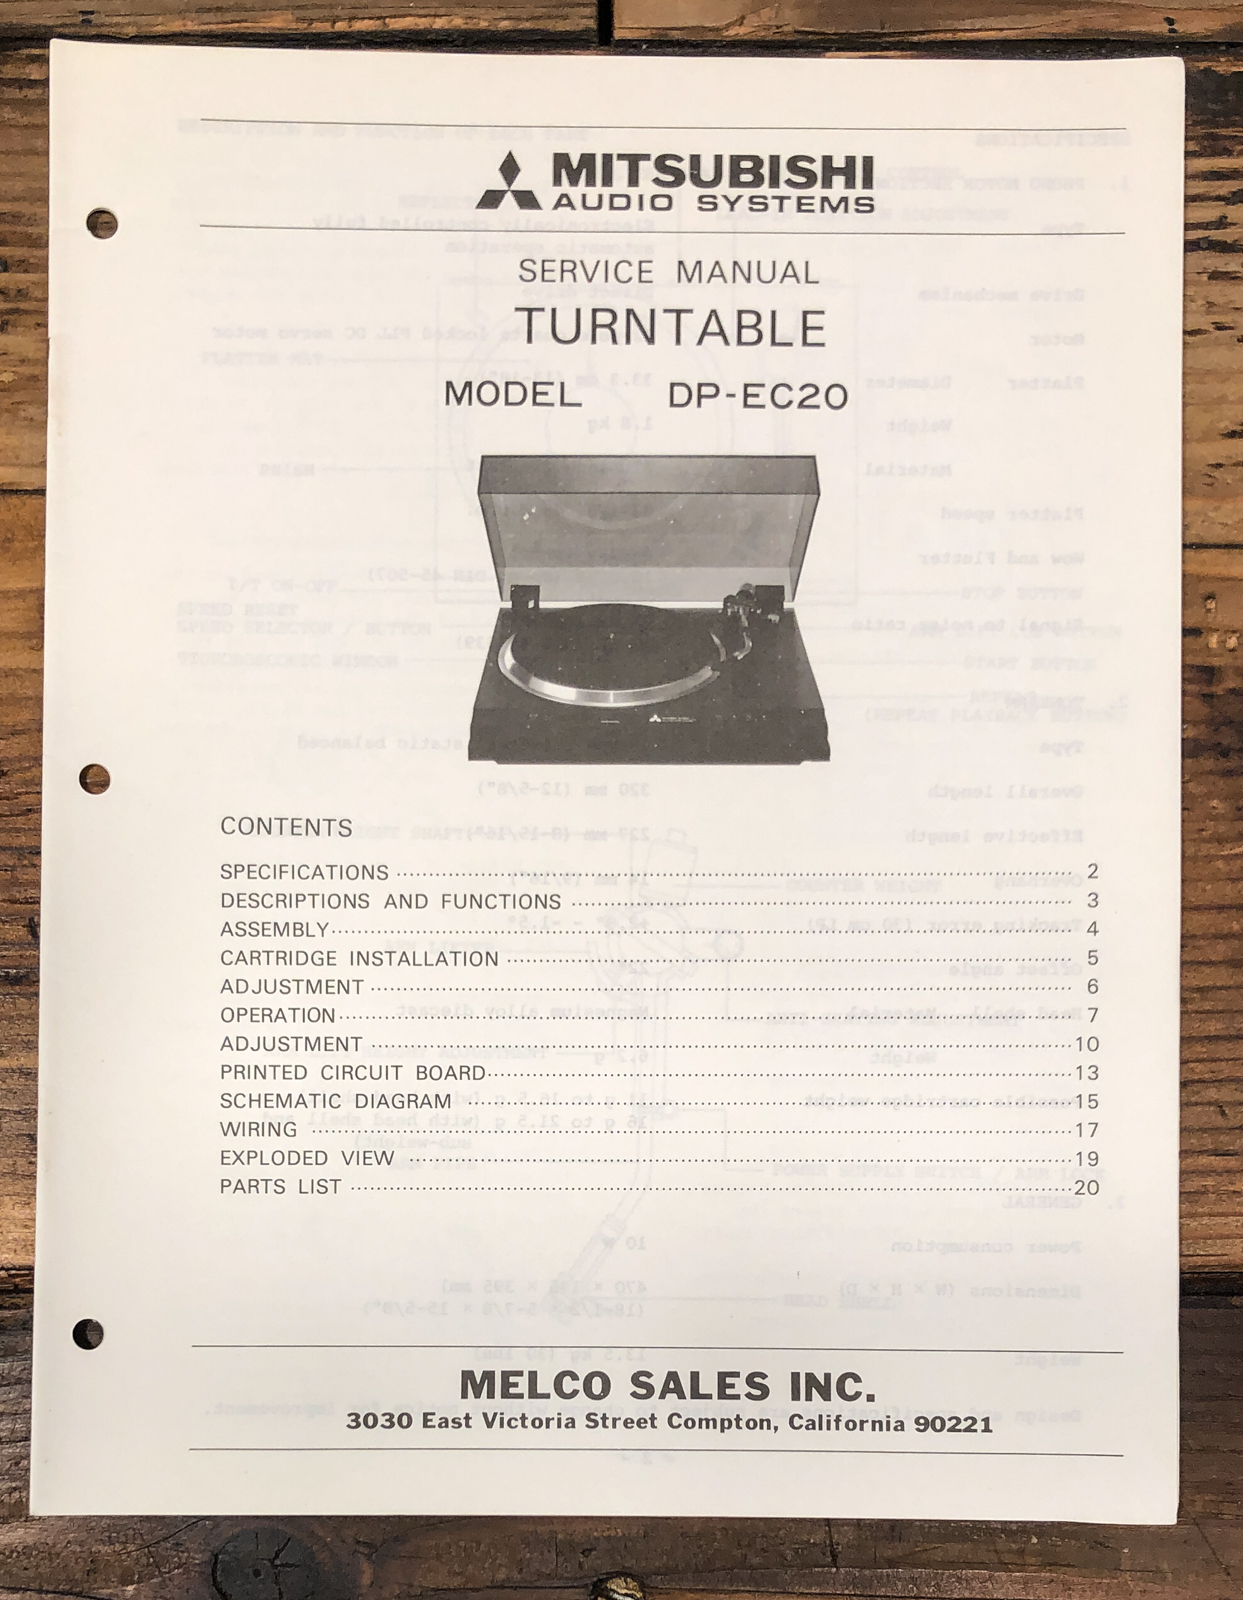 MITSUBISHI
AUDIO SYSTEMS
SERVICE MANUAL
TURNTABLE
MODEL DP-EC20
CONTENTS
SPECIFICATIONS 2
DESCRIPTIONS AND FUNCTIONS 3
ASSEMBLY 4
CARTRIDGE INSTALLATION 5
ADJUSTMENT 6
OPERATION 7
ADJUSTMENT 10
PRINTED CIRCUIT BOARD 13
SCHEMATIC DIAGRAM 15
WIRING 17
EXPLODED VIEW 19
PARTS LIST 20
MELCO SALES INC.
3030 East Victoria Street Compton, California 90221